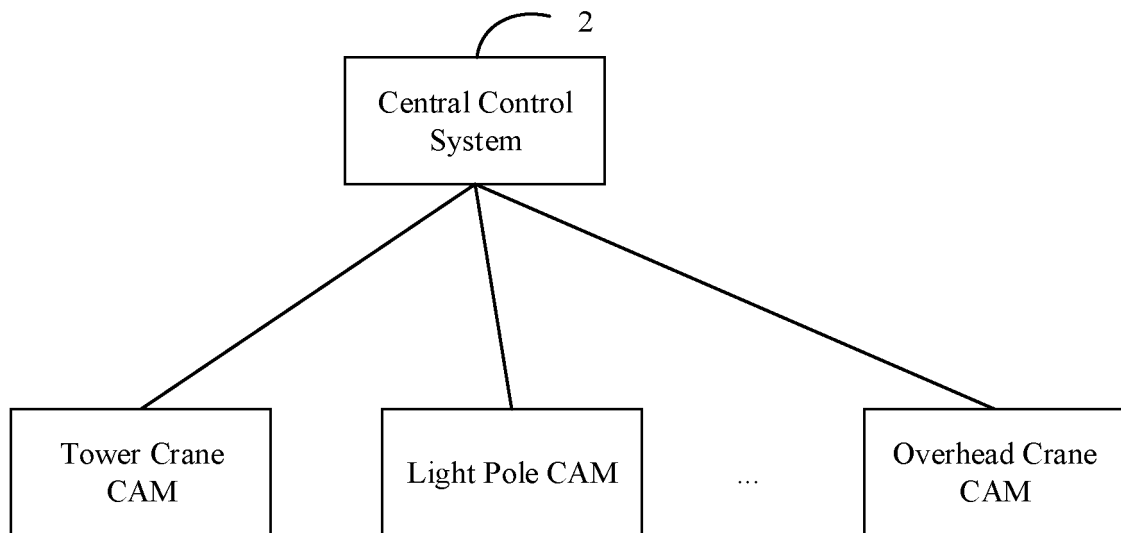 2
Central Control
System
Tower Crane
CAM
Light Pole CAM
...
Overhead Crane
CAM